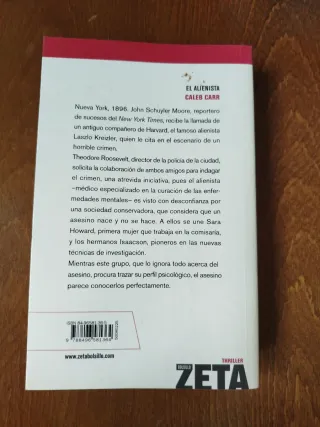 EL ALIENISTA
CALEB CARR
Nueva York, 1896. John Schuyler Moore, reportero
de sucesos del New York Times, recibe la llamada de
un antiguo compañero de Harvard, el famoso alienista
Laszlo Kreizler, quien le cita en el escenario de un
horrible crimen.
Theodore Roosevelt, director de la policía de la ciudad,
solicita la colaboración de ambos amigos para indagar
el crimen, una atrevida iniciativa, pues el alienista
–médico especializado en la curación de las enfer-
medades mentales– es visto con desconfianza por
una sociedad conservadora, que considera que un
asesino nace y no se hace. A ellos se une Sara
Howard, primera mujer que trabaja en la comisaría,
y los hermanos Isaacson, pioneros en las nuevas
técnicas de investigación.
Mientras este grupo, que lo ignora todo acerca del
asesino, procura trazar su perfil psicológico, el asesino
parece conocerlos perfectamente.
www.zetabolsillo.com
THRILLER
BOLSILLO
ZETA